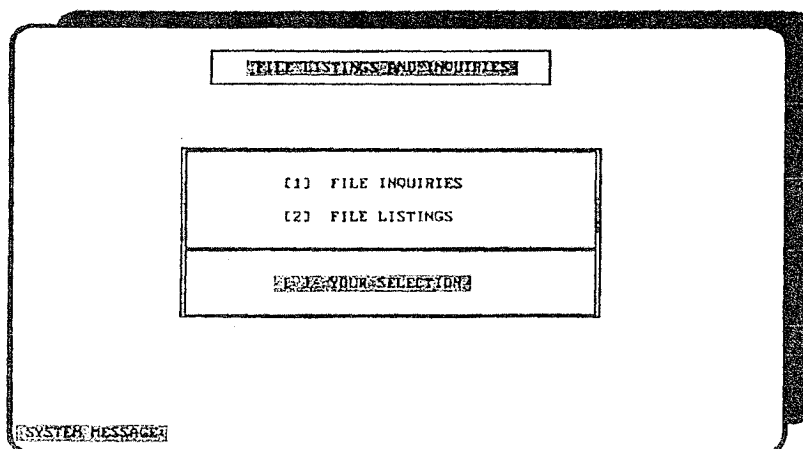 FILE LISTINGS AND INQUIRIES
[1] FILE INQUIRIES
[2] FILE LISTINGS
[ ] YOUR SELECTION
[SYSTEM MESSAGE]